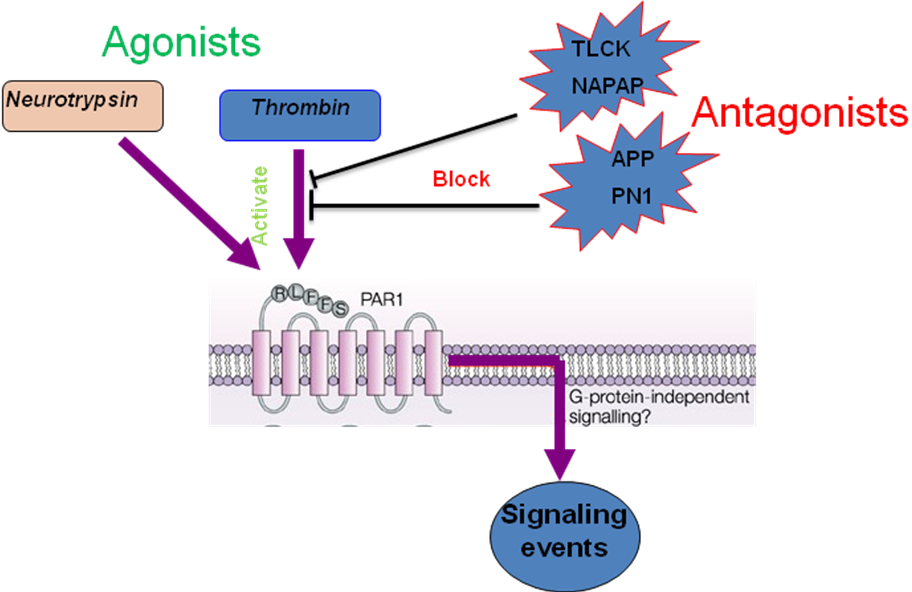 Agonists
TLCK
NAPAP
Neurotrypsin
Thrombin
Antagonists
APP
PN1
Block
Activate
R L F F S
PAR1
G-protein-independent
signalling?
Signaling
events